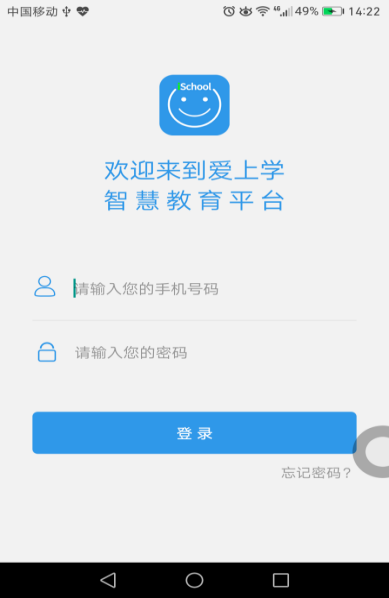 中国移动
4G 49% 14:22
iSchool
欢迎来到爱上学
智慧教育平台
请输入您的手机号码
请输入您的密码
登录
忘记密码?